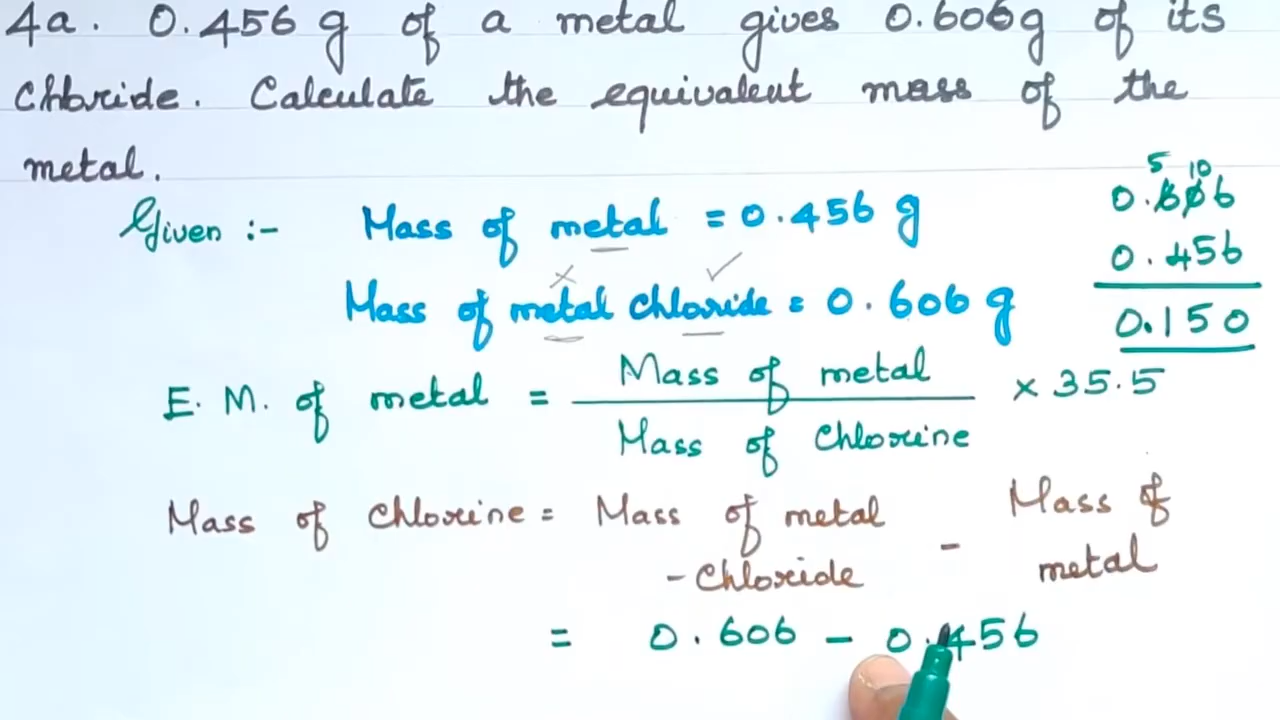 4a. 0.456 g of a metal gives 0.606g of its
chloride. Calculate the equivalent mass of the
metal.
Given :- Mass of metal = 0.456 g
Mass of metal chloride = 0.606 g
5 10
0.606
0.456
0.150
E. M. of metal = Mass of metal × 35.5
Mass of Chlorine
Mass of Chlorine = Mass of metal - Mass of
- Chloride metal
= 0.606 - 0.456